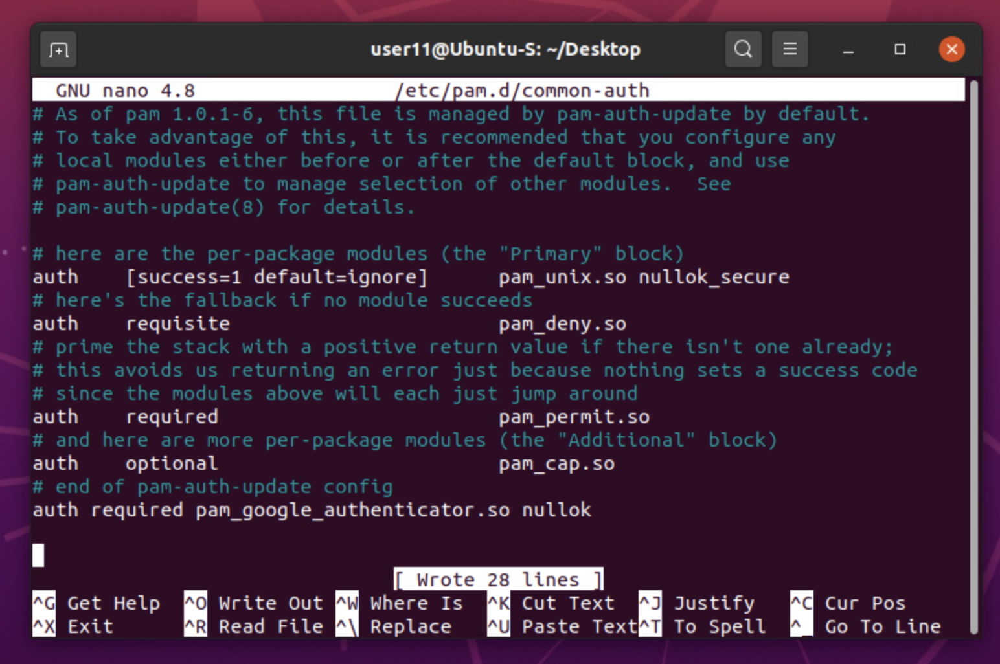 user11@Ubuntu-S: ~/Desktop
GNU nano 4.8 /etc/pam.d/common-auth
# As of pam 1.0.1-6, this file is managed by pam-auth-update by default.
# To take advantage of this, it is recommended that you configure any
# local modules either before or after the default block, and use
# pam-auth-update to manage selection of other modules.  See
# pam-auth-update(8) for details.

# here are the per-package modules (the "Primary" block)
auth    [success=1 default=ignore]      pam_unix.so nullok_secure
# here's the fallback if no module succeeds
auth    requisite                       pam_deny.so
# prime the stack with a positive return value if there isn't one already;
# this avoids us returning an error just because nothing sets a success code
# since the modules above will each just jump around
auth    required                        pam_permit.so
# and here are more per-package modules (the "Additional" block)
auth    optional                        pam_cap.so
# end of pam-auth-update config
auth required pam_google_authenticator.so nullok

[ Wrote 28 lines ]
^G Get Help  ^O Write Out ^W Where Is  ^K Cut Text  ^J Justify   ^C Cur Pos
^X Exit      ^R Read File ^\ Replace   ^U Paste Text^T To Spell  ^_ Go To Line